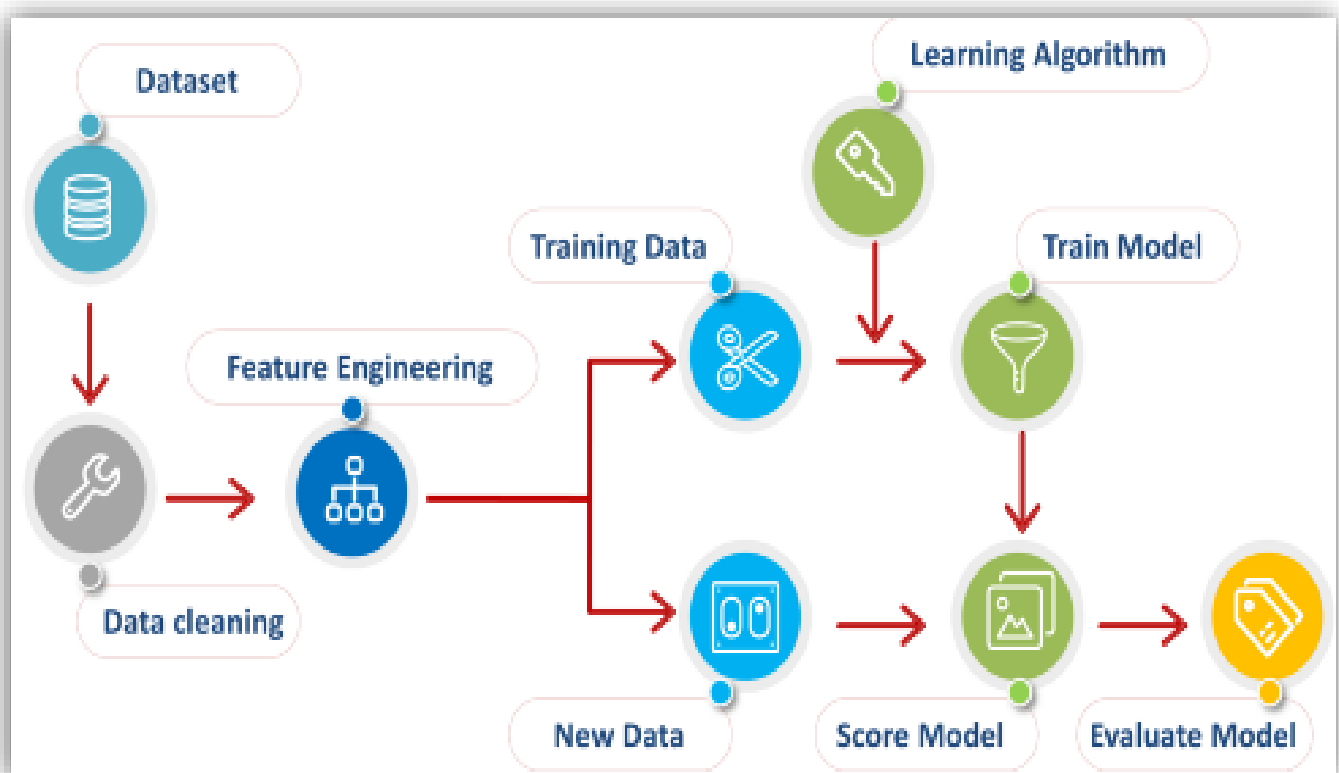 Dataset
Learning Algorithm
Training Data
Train Model
Feature Engineering
Data cleaning
New Data
Score Model
Evaluate Model